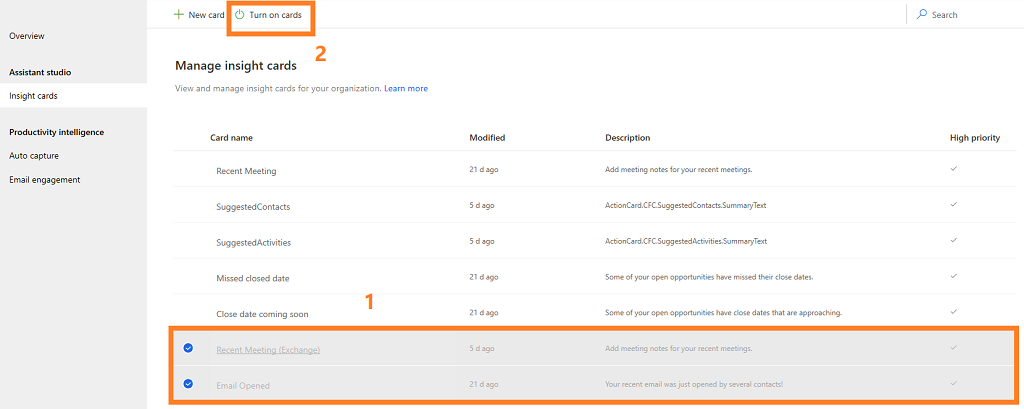 New card Turn on cards Search
2
Overview
Assistant studio
Insight cards
Productivity intelligence
Auto capture
Email engagement
Manage insight cards
View and manage insight cards for your organization. Learn more
Card name Modified Description High priority
Recent Meeting 21 d ago Add meeting notes for your recent meetings.
SuggestedContacts 5 d ago ActionCard.CFC.SuggestedContacts.SummaryText
SuggestedActivities 5 d ago ActionCard.CFC.SuggestedActivities.SummaryText
Missed closed date 21 d ago Some of your open opportunities have missed their close dates.
1
Close date coming soon 21 d ago Some of your open opportunities have close dates that are approaching.
Recent Meeting (Exchange) 5 d ago Add meeting notes for your recent meetings.
Email Opened 21 d ago Your recent email was just opened by several contacts!